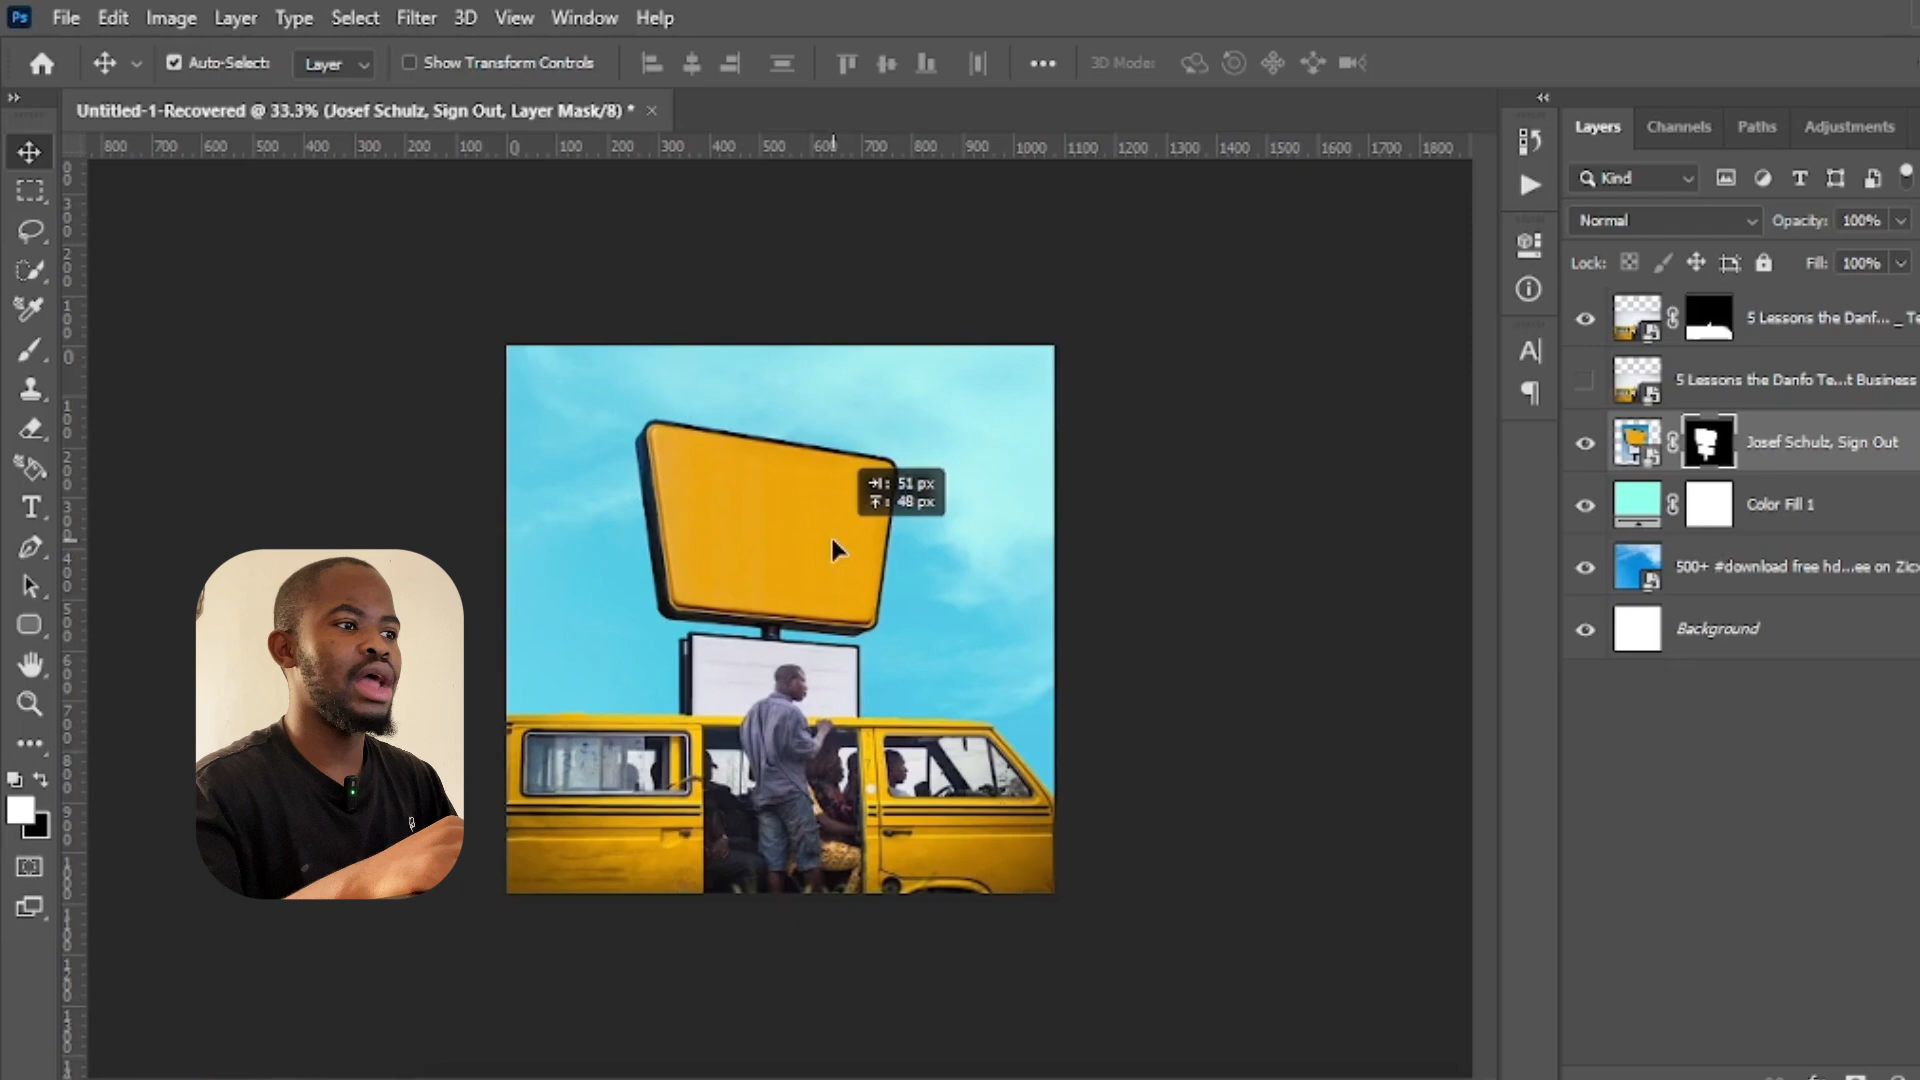 Ps File Edit Image Layer Type Select Filter 3D View Window Help
Auto-Select: Layer Show Transform Controls 3D Mode:
Untitled-1-Recovered @ 33.3% (Josef Schulz, Sign Out, Layer Mask/8) *
800 700 600 500 400 300 200 100 0 100 200 300 400 500 600 700 800 900 1000 1100 1200 1300 1400 1500 1600 1700 1800
Layers Channels Paths Adjustments
Kind
Normal Opacity: 100%
Lock: Fill: 100%
5 Lessons the Danf... _ Te
5 Lessons the Danfo Te...t Business
Josef Schulz, Sign Out
Color Fill 1
500+ #download free hd...ee on Zicx
Background
51 px
48 px